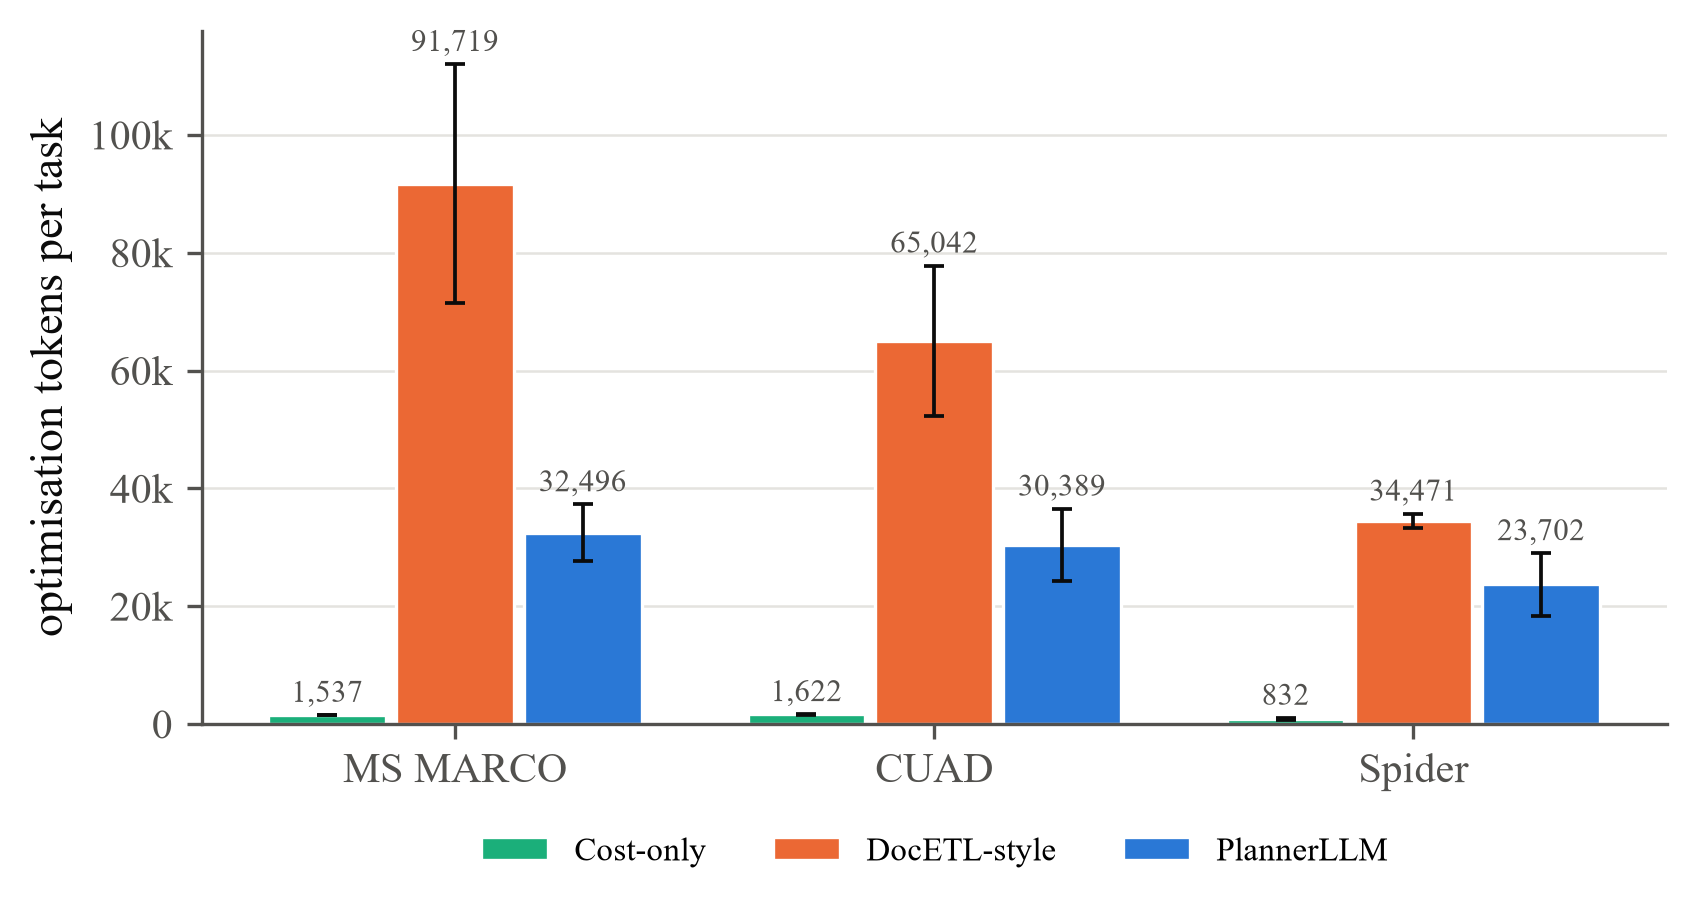 91,719
100k
optimisation tokens per task
80k
65,042
60k
40k
32,496
30,389
34,471
23,702
20k
1,537
1,622
832
0
MS MARCO
CUAD
Spider
Cost-only
DocETL-style
PlannerLLM